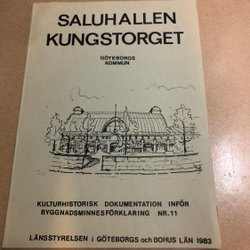 SALUHALLEN
KUNGSTORGET
GÖTEBORGS
KOMMUN
KULTURHISTORISK DOKUMENTATION INFÖR
BYGGNADSMINNESFÖRKLARING NR. 11
LÄNSSTYRELSEN I GÖTEBORGS och BOHUS LÄN 1983